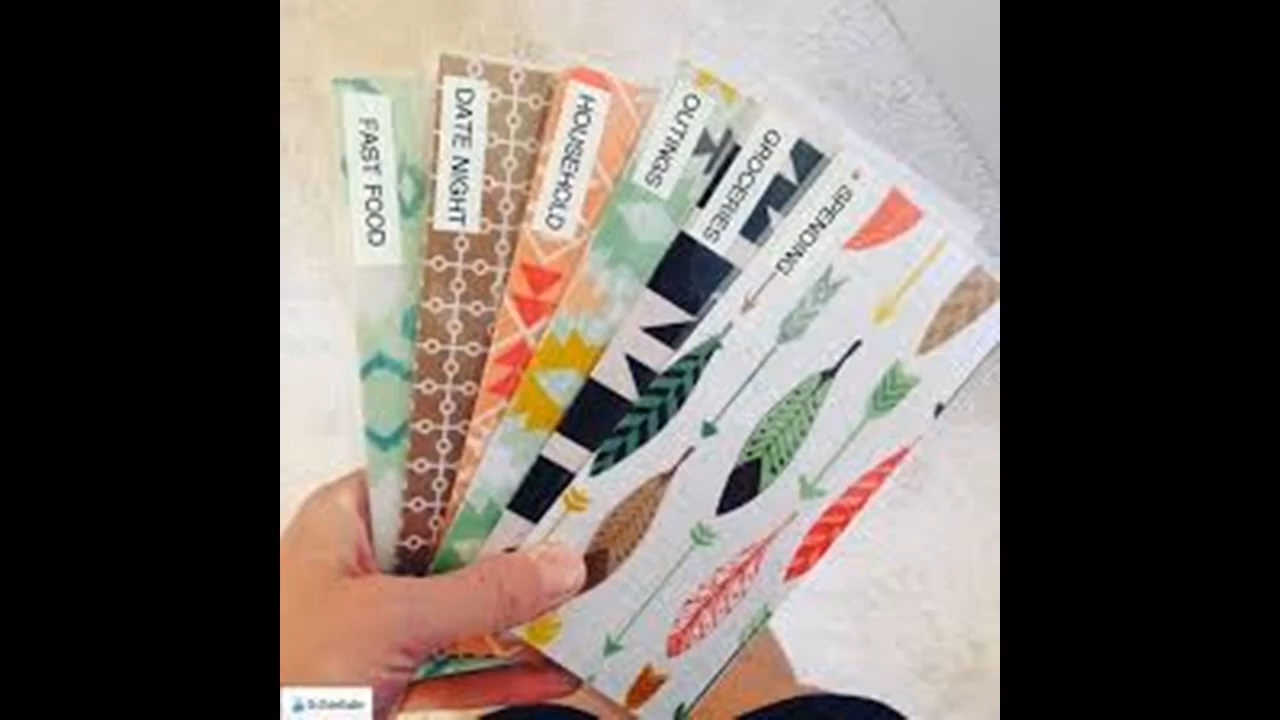 FAST FOOD
DATE NIGHT
HOUSEHOLD
OUTINGS
GROCERIES
SPENDING